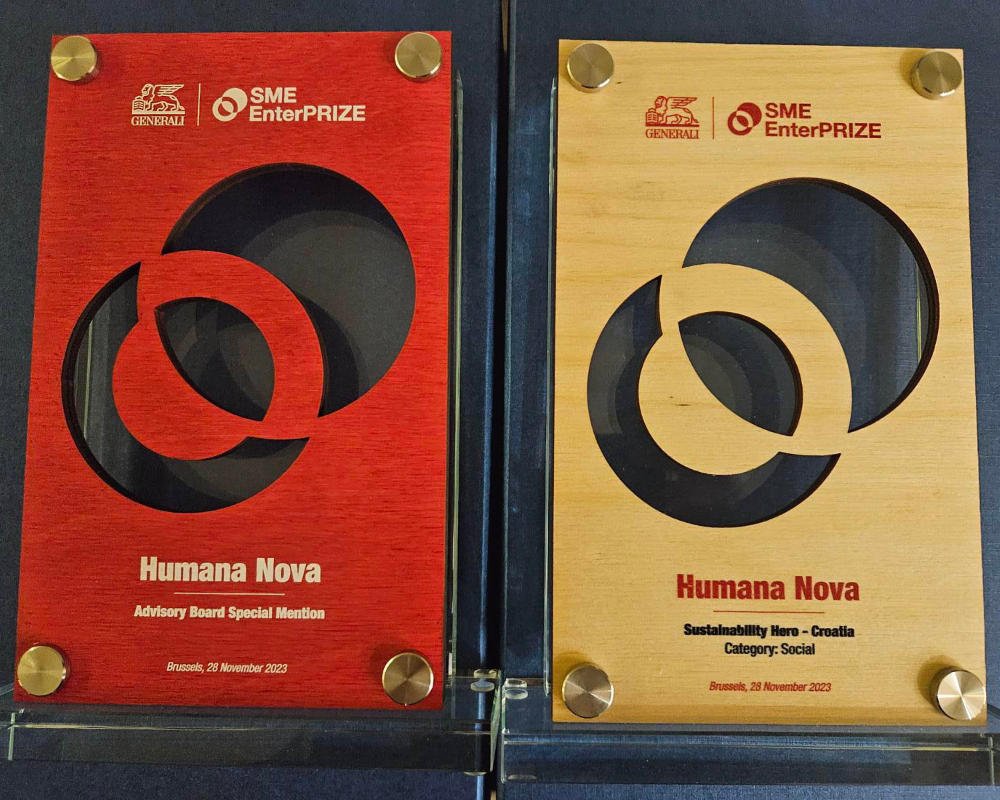 GENERALI
SME
EnterPRIZE
Humana Nova
Advisory Board Special Mention
Brussels, 28 November 2023
GENERALI
SME
EnterPRIZE
Humana Nova
Sustainability Hero - Croatia
Category: Social
Brussels, 28 November 2023